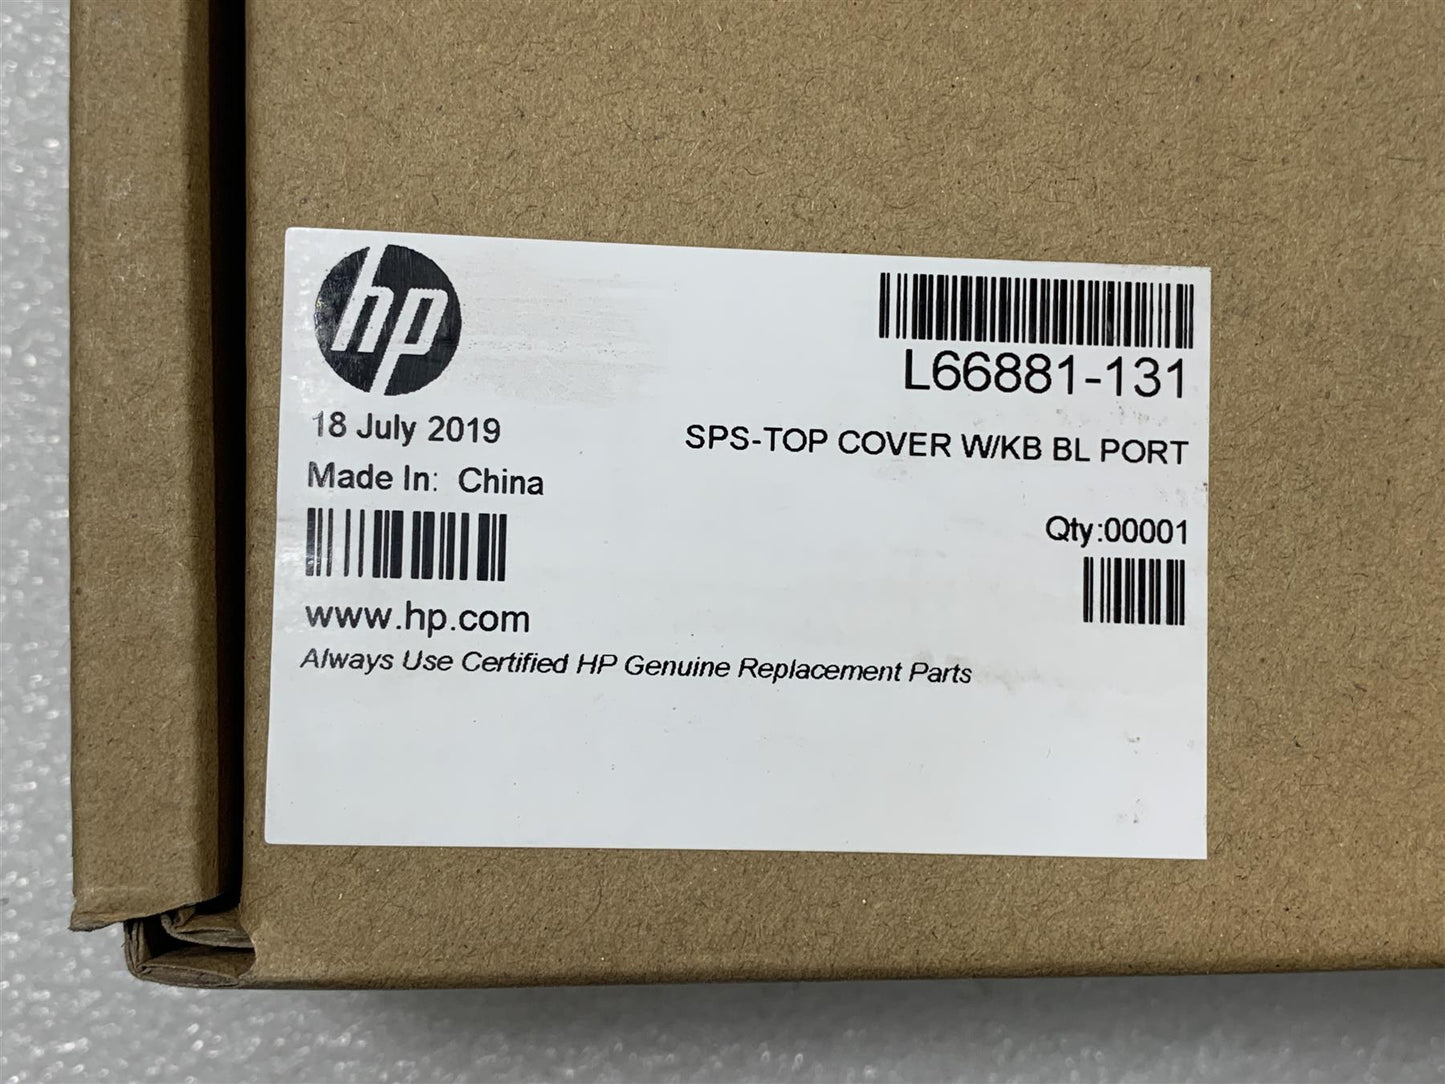 hp
L66881-131
18 July 2019
SPS-TOP COVER W/KB BL PORT
Made In: China
Qty:00001
www.hp.com
Always Use Certified HP Genuine Replacement Parts